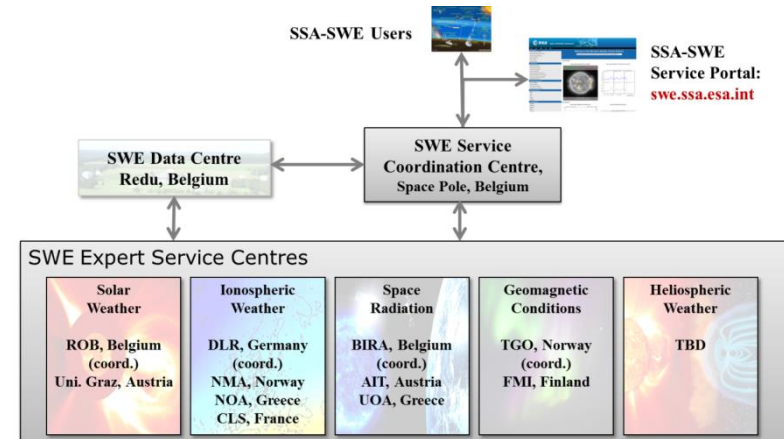 SSA-SWE Users
SSA-SWE
Service Portal:
swe.ssa.esa.int
SWE Data Centre
Redu, Belgium
SWE Service
Coordination Centre,
Space Pole, Belgium
SWE Expert Service Centres
Solar
Weather
ROB, Belgium
(coord.)
Uni. Graz, Austria
Ionospheric
Weather
DLR, Germany
(coord.)
NMA, Norway
NOA, Greece
CLS, France
Space
Radiation
BIRA, Belgium
(coord.)
AIT, Austria
UOA, Greece
Geomagnetic
Conditions
TGO, Norway
(coord.)
FMI, Finland
Heliospheric
Weather
TBD